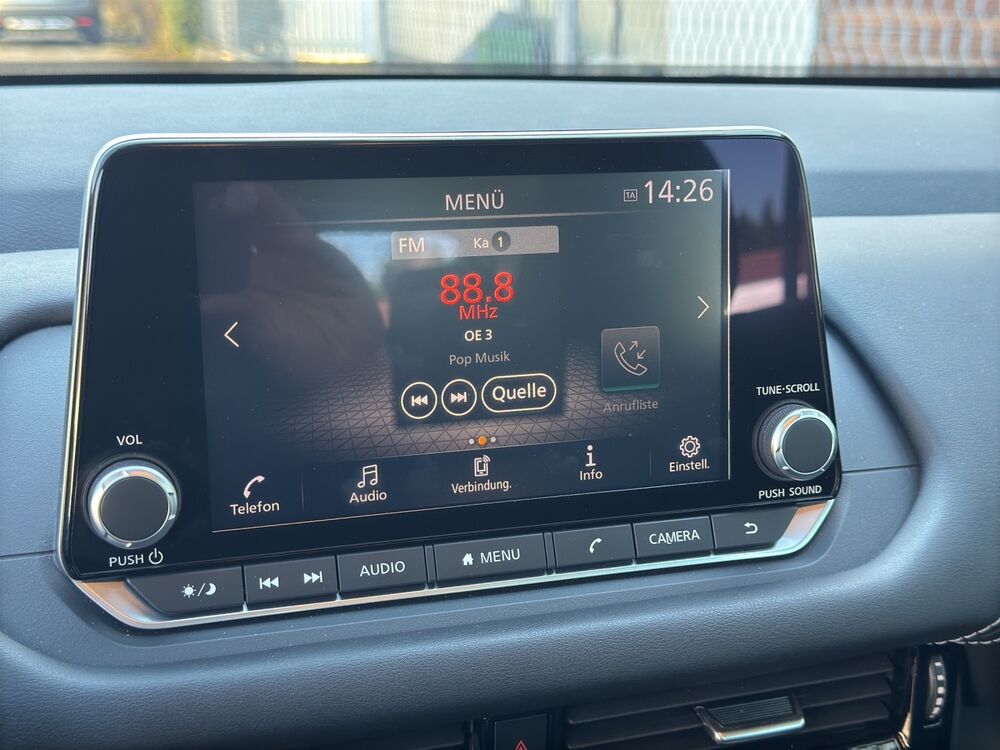 MENÜ
TA 14:26
FM Ka 1
88.8
MHz
OE 3
Pop Musik
Quelle
Anrufliste
Telefon
Audio
Verbindung.
Info
Einstell.
VOL
PUSH
TUNE·SCROLL
PUSH SOUND
AUDIO
MENU
CAMERA